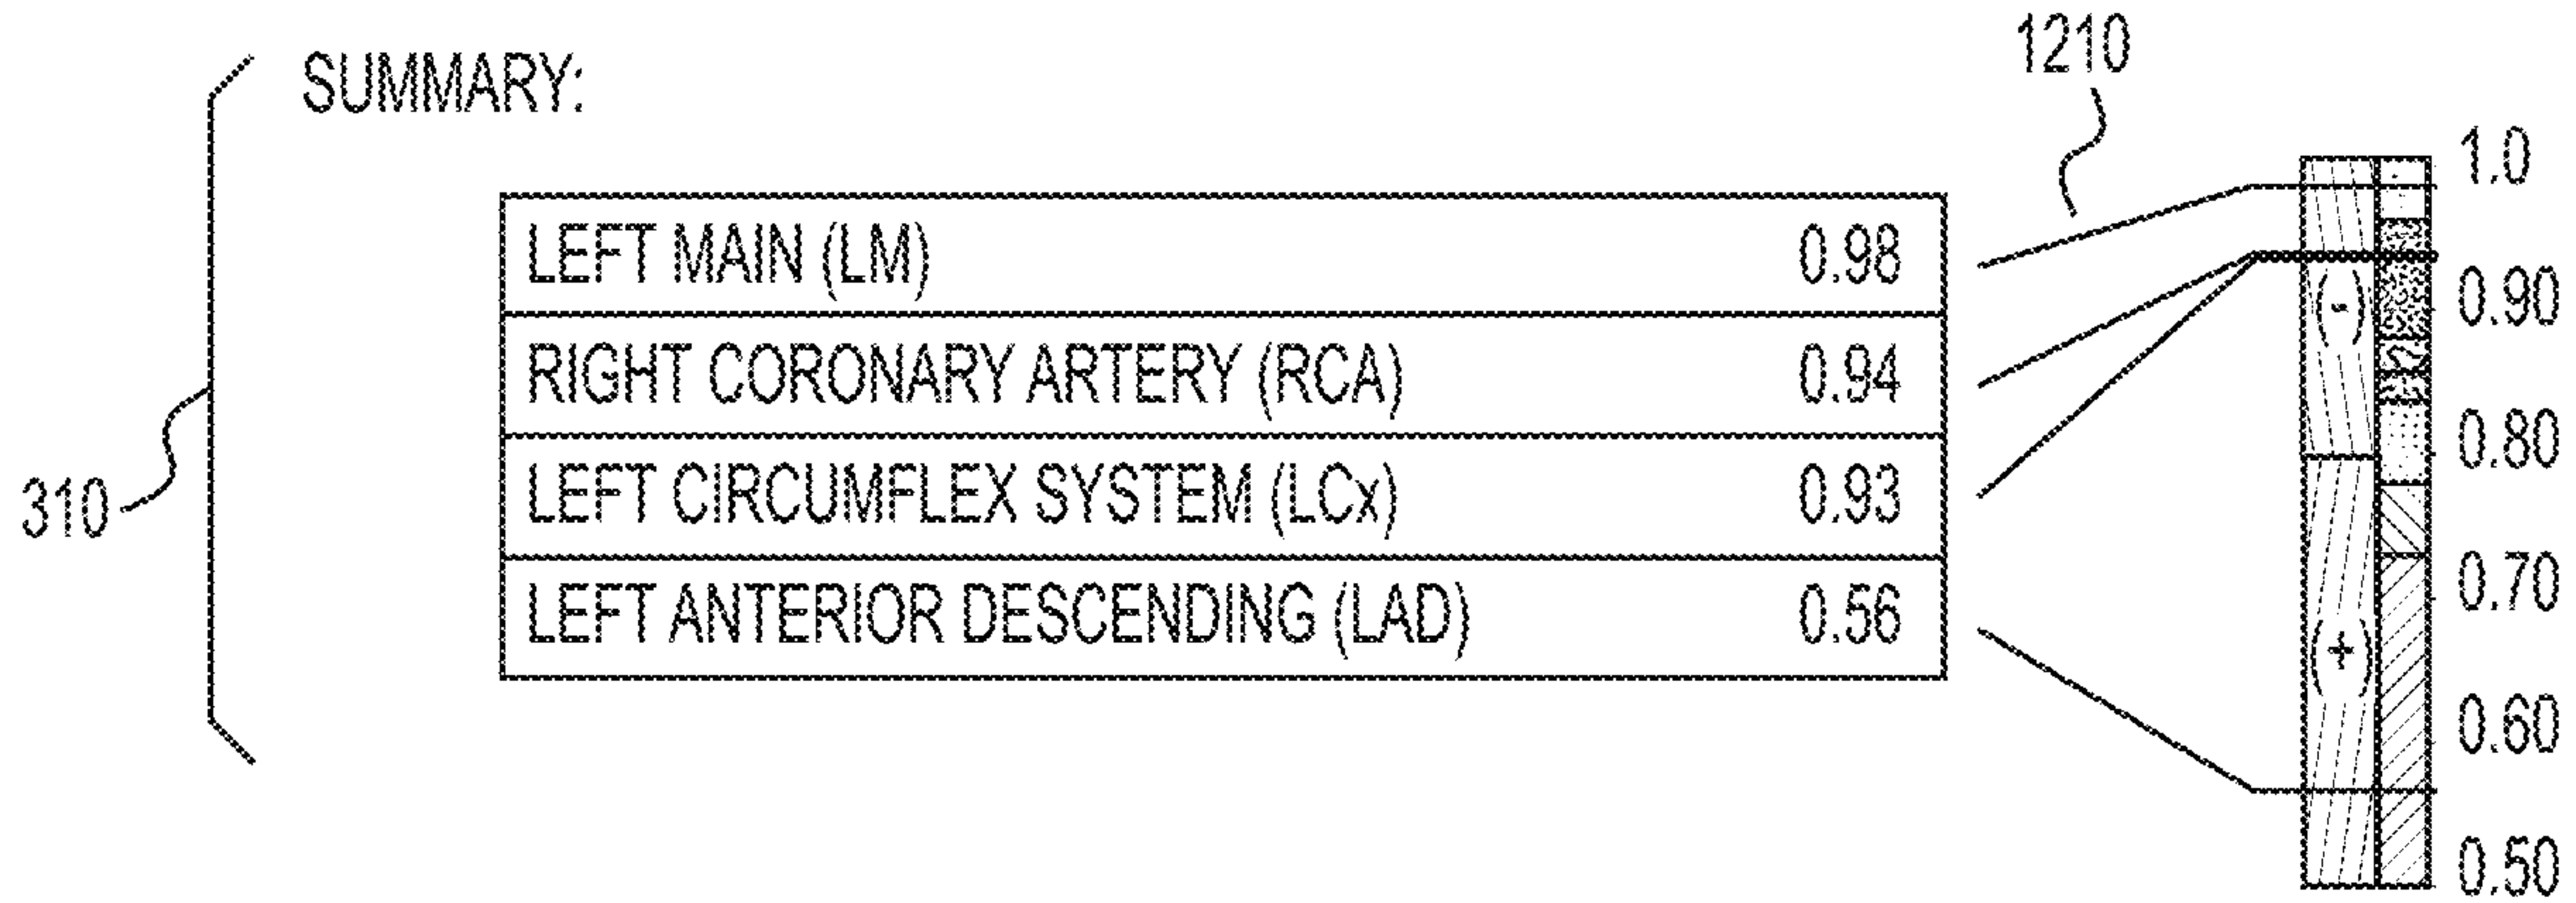 1210
SUMMARY:
310
LEFT MAIN (LM) 0.98
RIGHT CORONARY ARTERY (RCA) 0.94
LEFT CIRCUMFLEX SYSTEM (LCx) 0.93
LEFT ANTERIOR DESCENDING (LAD) 0.56
(-)
(+)
1.0
0.90
0.80
0.70
0.60
0.50